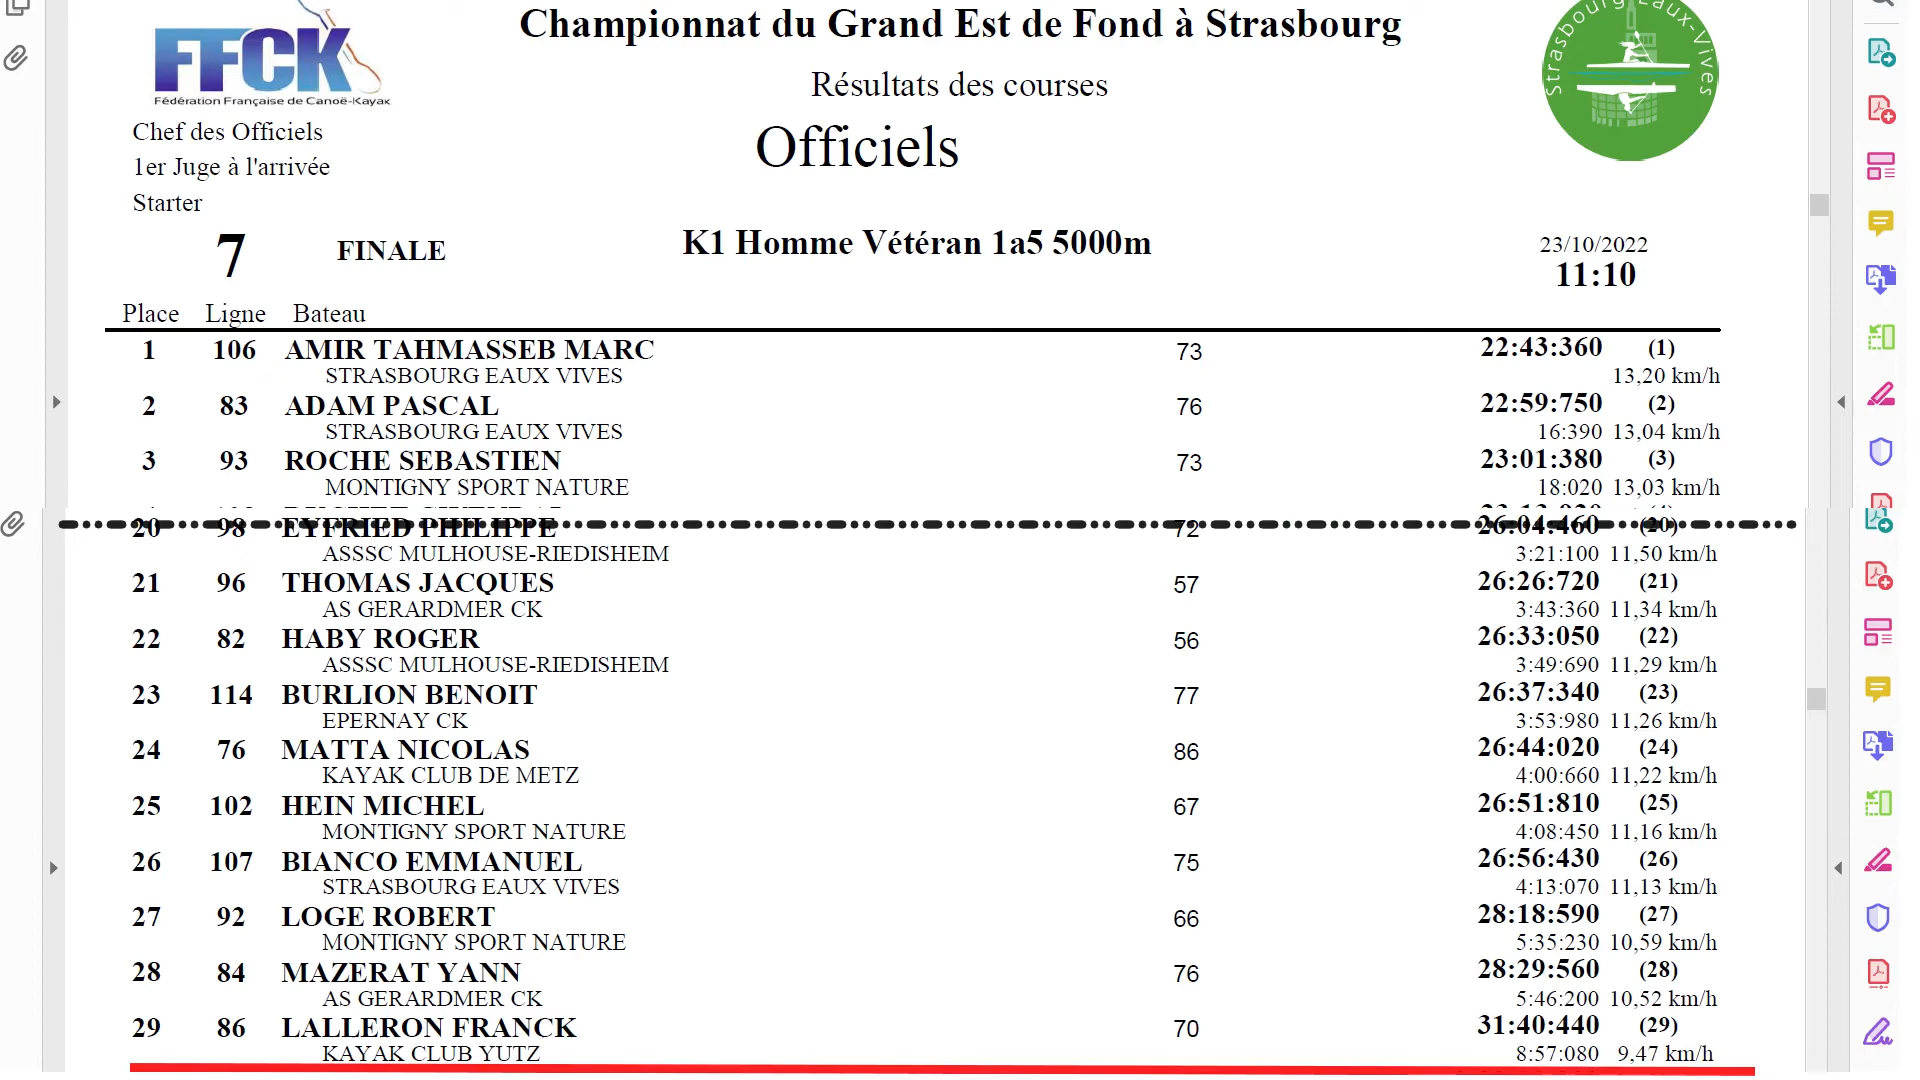 Championnat du Grand Est de Fond à Strasbourg
FFCK
Fédération Française de Canoë-Kayak
Strasbourg Eaux-Vives
Résultats des courses
Officiels
Chef des Officiels
1er Juge à l'arrivée
Starter
7 FINALE K1 Homme Vétéran 1a5 5000m 23/10/2022
11:10
Place Ligne Bateau
1 106 AMIR TAHMASSEB MARC 73 22:43:360 (1)
STRASBOURG EAUX VIVES 13,20 km/h
2 83 ADAM PASCAL 76 22:59:750 (2)
STRASBOURG EAUX VIVES 16:390 13,04 km/h
3 93 ROCHE SEBASTIEN 73 23:01:380 (3)
MONTIGNY SPORT NATURE 18:020 13,03 km/h
20 98 EYFRIED PHILIPPE 72 26:04:460 (20)
ASSSC MULHOUSE-RIEDISHEIM 3:21:100 11,50 km/h
21 96 THOMAS JACQUES 57 26:26:720 (21)
AS GERARDMER CK 3:43:360 11,34 km/h
22 82 HABY ROGER 56 26:33:050 (22)
ASSSC MULHOUSE-RIEDISHEIM 3:49:690 11,29 km/h
23 114 BURLION BENOIT 77 26:37:340 (23)
EPERNAY CK 3:53:980 11,26 km/h
24 76 MATTA NICOLAS 86 26:44:020 (24)
KAYAK CLUB DE METZ 4:00:660 11,22 km/h
25 102 HEIN MICHEL 67 26:51:810 (25)
MONTIGNY SPORT NATURE 4:08:450 11,16 km/h
26 107 BIANCO EMMANUEL 75 26:56:430 (26)
STRASBOURG EAUX VIVES 4:13:070 11,13 km/h
27 92 LOGE ROBERT 66 28:18:590 (27)
MONTIGNY SPORT NATURE 5:35:230 10,59 km/h
28 84 MAZERAT YANN 76 28:29:560 (28)
AS GERARDMER CK 5:46:200 10,52 km/h
29 86 LALLERON FRANCK 70 31:40:440 (29)
KAYAK CLUB YUTZ 8:57:080 9,47 km/h